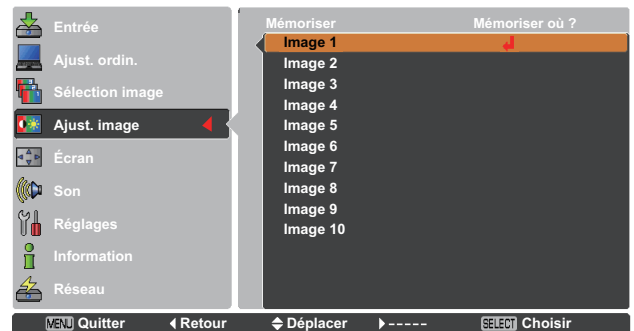 Entrée
Ajust. ordin.
Sélection image
Ajust. image
Écran
Son
Réglages
Information
Réseau
Mémoriser Mémoriser où ?
Image 1
Image 2
Image 3
Image 4
Image 5
Image 6
Image 7
Image 8
Image 9
Image 10
MENU Quitter Retour Déplacer ----- SELECT Choisir